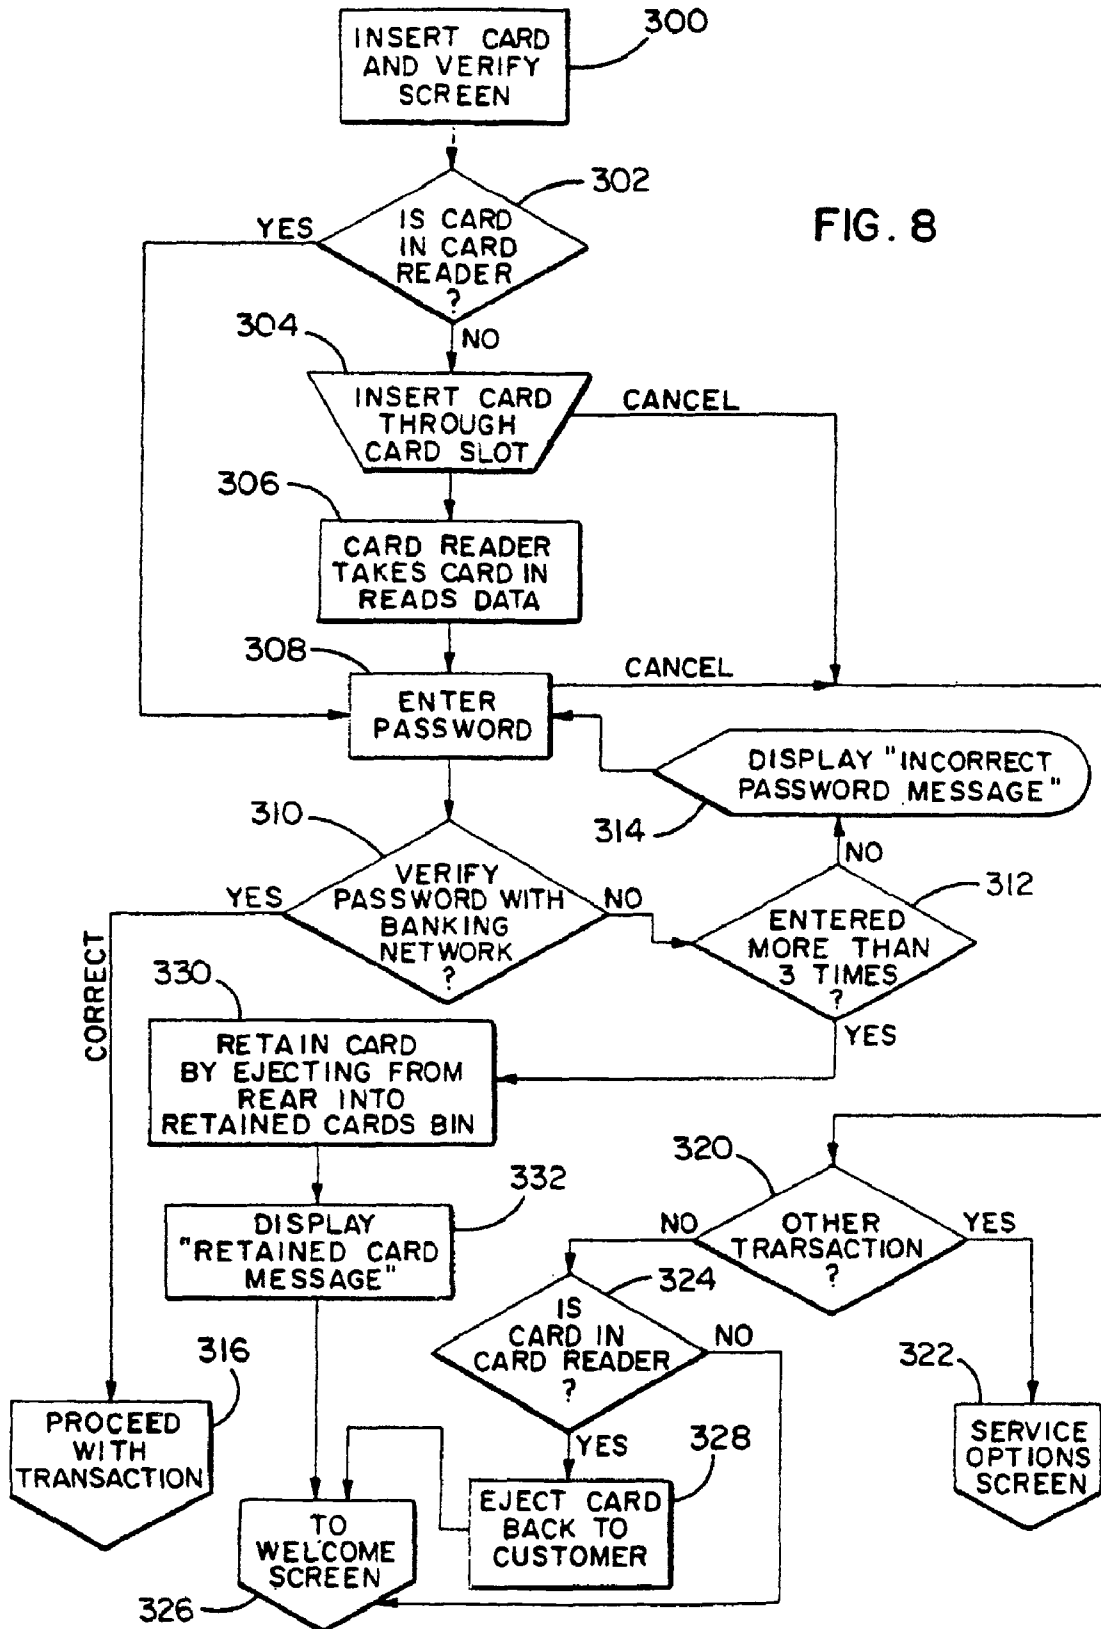 300
INSERT CARD
AND VERIFY
SCREEN
302
FIG. 8
YES
IS CARD
IN CARD
READER
?
NO
304
INSERT CARD
THROUGH
CARD SLOT
CANCEL
306
CARD READER
TAKES CARD IN
READS DATA
308
ENTER
PASSWORD
CANCEL
DISPLAY "INCORRECT
PASSWORD MESSAGE"
314
NO
310
VERIFY
PASSWORD WITH
BANKING
NETWORK
?
YES
NO
312
ENTERED
MORE THAN
3 TIMES
?
YES
CORRECT
330
RETAIN CARD
BY EJECTING FROM
REAR INTO
RETAINED CARDS BIN
332
DISPLAY
"RETAINED CARD
MESSAGE"
320
OTHER
TRARSACTION
?
NO
YES
324
IS
CARD IN
CARD READER
?
NO
YES
316
PROCEED
WITH
TRANSACTION
322
SERVICE
OPTIONS
SCREEN
328
EJECT CARD
BACK TO
CUSTOMER
TO
WELCOME
SCREEN
326